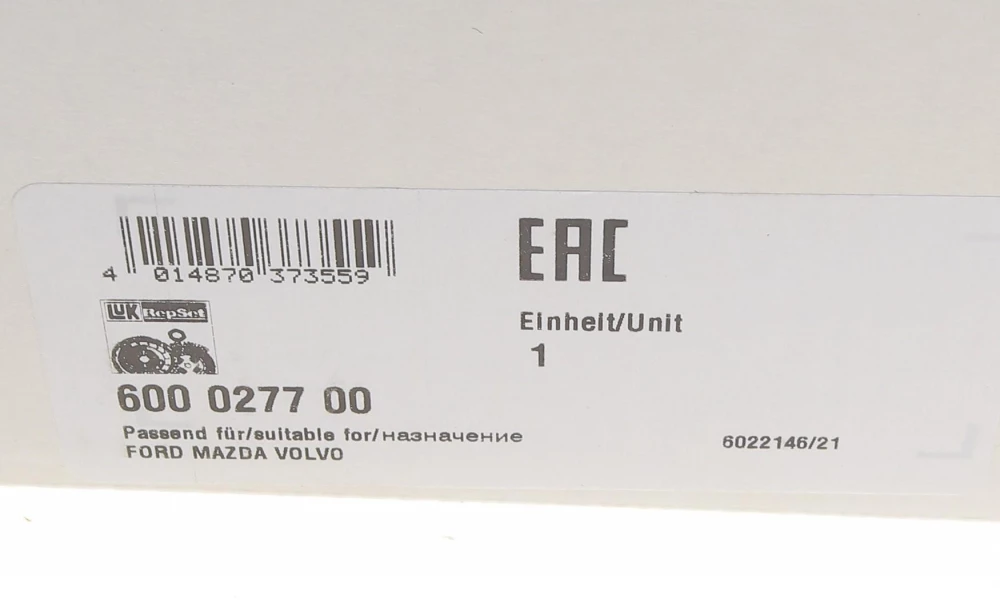 4 014870 373559
EAC
LUK RepSet
Einheit/Unit
1
600 0277 00
Passend für/suitable for/назначение
FORD MAZDA VOLVO
6022146/21